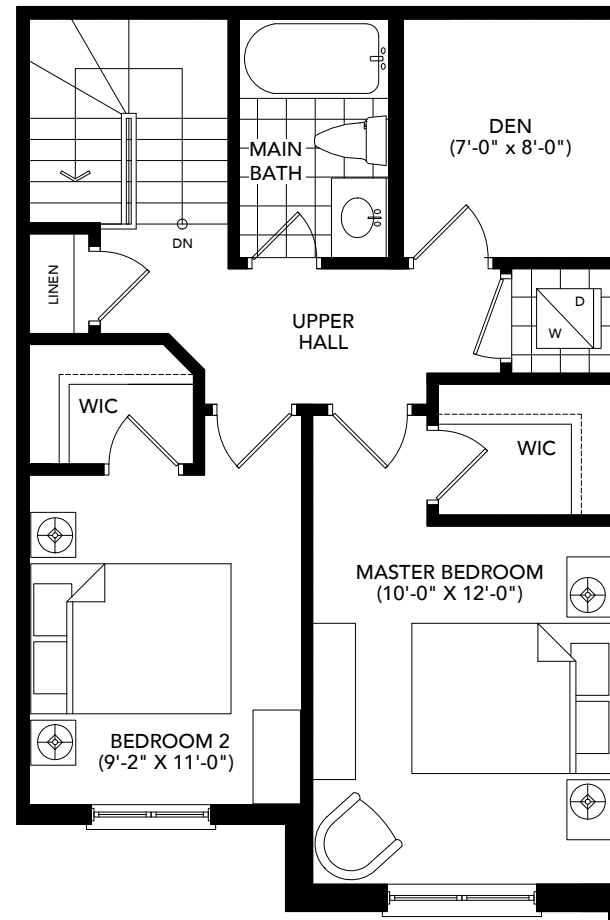 DEN
(7'-0" x 8'-0")
MAIN
BATH
DN
LINEN
UPPER
HALL
D
W
WIC
WIC
MASTER BEDROOM
(10'-0" X 12'-0")
BEDROOM 2
(9'-2" X 11'-0")